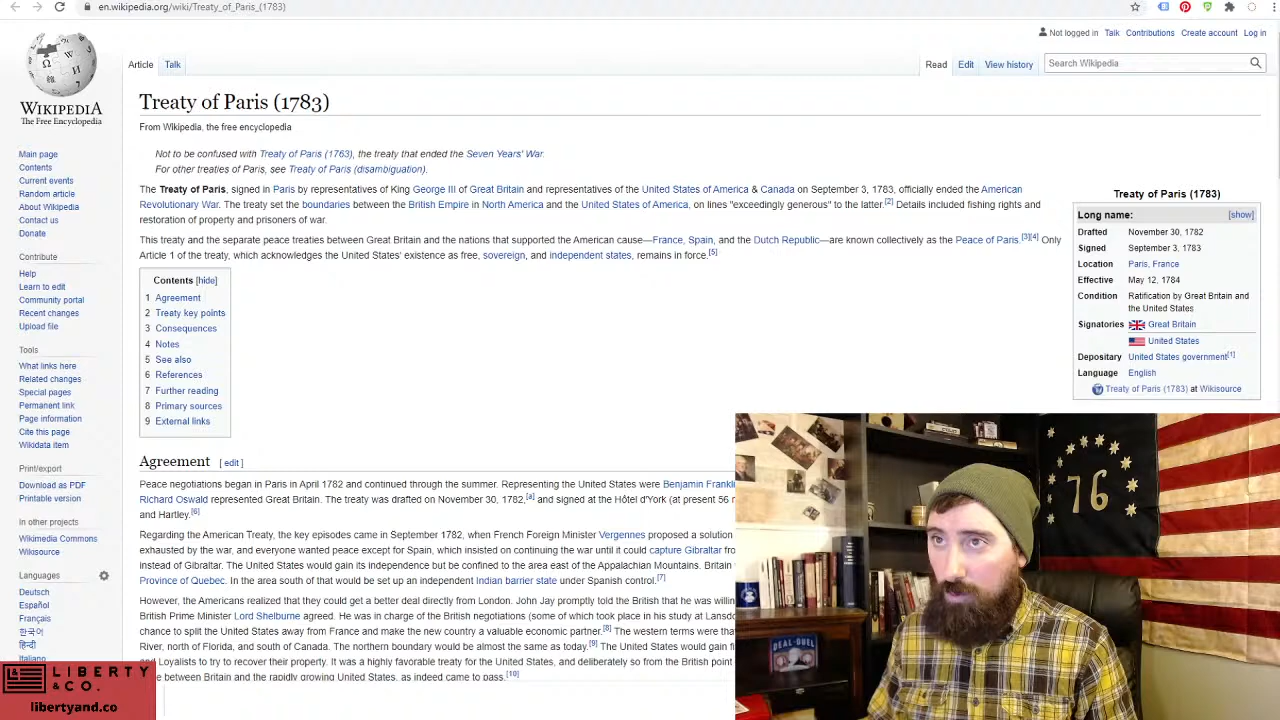 en.wikipedia.org/wiki/Treaty_of_Paris_(1783)
Not logged in Talk Contributions Create account Log in
Article Talk Read Edit View history Search Wikipedia
WIKIPEDIA
The Free Encyclopedia
Main page
Contents
Current events
Random article
About Wikipedia
Contact us
Donate
Contribute
Help
Learn to edit
Community portal
Recent changes
Upload file
Tools
What links here
Related changes
Special pages
Permanent link
Page information
Cite this page
Wikidata item
Print/export
Download as PDF
Printable version
In other projects
Wikimedia Commons
Wikisource
Languages
Deutsch
Español
Français
한국어
हिन्दी
Italiano
Treaty of Paris (1783)
From Wikipedia, the free encyclopedia
Not to be confused with Treaty of Paris (1763), the treaty that ended the Seven Years' War.
For other treaties of Paris, see Treaty of Paris (disambiguation).
The Treaty of Paris, signed in Paris by representatives of King George III of Great Britain and representatives of the United States of America & Canada on September 3, 1783, officially ended the American
Revolutionary War. The treaty set the boundaries between the British Empire in North America and the United States of America, on lines "exceedingly generous" to the latter.[2] Details included fishing rights and
restoration of property and prisoners of war.
This treaty and the separate peace treaties between Great Britain and the nations that supported the American cause—France, Spain, and the Dutch Republic—are known collectively as the Peace of Paris.[3][4] Only
Article 1 of the treaty, which acknowledges the United States' existence as free, sovereign, and independent states, remains in force.[5]
Contents [hide]
1 Agreement
2 Treaty key points
3 Consequences
4 Notes
5 See also
6 References
7 Further reading
8 Primary sources
9 External links
Treaty of Paris (1783)
Long name: [show]
Drafted November 30, 1782
Signed September 3, 1783
Location Paris, France
Effective May 12, 1784
Condition Ratification by Great Britain and
the United States
Signatories Great Britain
United States
Depositary United States government[1]
Language English
Treaty of Paris (1783) at Wikisource
Agreement [ edit ]
Peace negotiations began in Paris in April 1782 and continued through the summer. Representing the United States were Benjamin Frankl
Richard Oswald represented Great Britain. The treaty was drafted on November 30, 1782,[a] and signed at the Hôtel d'York (at present 56
and Hartley.[6]
Regarding the American Treaty, the key episodes came in September 1782, when French Foreign Minister Vergennes proposed a solution
exhausted by the war, and everyone wanted peace except for Spain, which insisted on continuing the war until it could capture Gibraltar fro
instead of Gibraltar. The United States would gain its independence but be confined to the area east of the Appalachian Mountains. Britain
Province of Quebec. In the area south of that would be set up an independent Indian barrier state under Spanish control.[7]
However, the Americans realized that they could get a better deal directly from London. John Jay promptly told the British that he was willin
British Prime Minister Lord Shelburne agreed. He was in charge of the British negotiations (some of which took place in his study at Lansd
chance to split the United States away from France and make the new country a valuable economic partner.[8] The western terms were tha
River, north of Florida, and south of Canada. The northern boundary would be almost the same as today.[9] The United States would gain fi
and Loyalists to try to recover their property. It was a highly favorable treaty for the United States, and deliberately so from the British point
between Britain and the rapidly growing United States, as indeed came to pass.[10]
76
DEAL-DUEL
LIBERTY
& CO.
libertyand.co